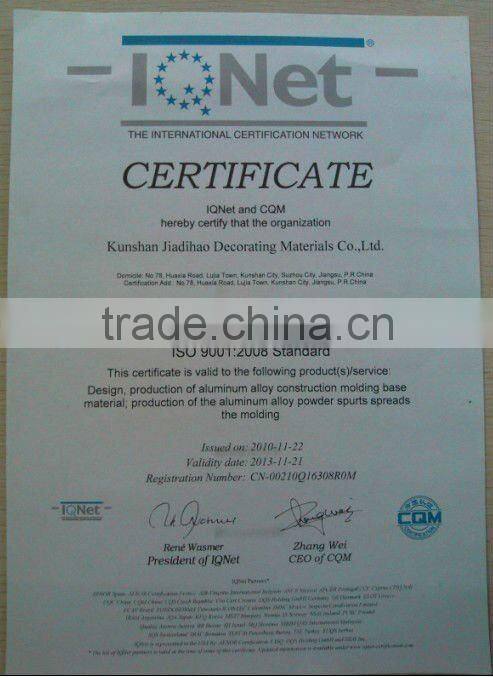 IQNet ®
THE INTERNATIONAL CERTIFICATION NETWORK
CERTIFICATE
IQNet and CQM
hereby certify that the organization
Kunshan Jiadihao Decorating Materials Co.,Ltd.
Domicile: No 78, Huaxia Road, Lujia Town, Kunshan City, Suzhou City, Jiangsu, P.R.China
Certification Add : No 78, Huaxia Road, Lujia Town, Kunshan City, Jiangsu, P.R.China
trade.china.cn
ISO 9001:2008 Standard
This certificate is valid to the following product(s)/service:
Design, production of aluminum alloy construction molding base
material; production of the aluminum alloy powder spurts spreads
the molding
Issued on: 2010-11-22
Validity date: 2013-11-21
Registration Number: CN-00210Q16308R0M
IQNet
CQM
CERTIFICATION
René Wasmer
President of IQNet
Zhang Wei
CEO of CQM
IQNet Partners*